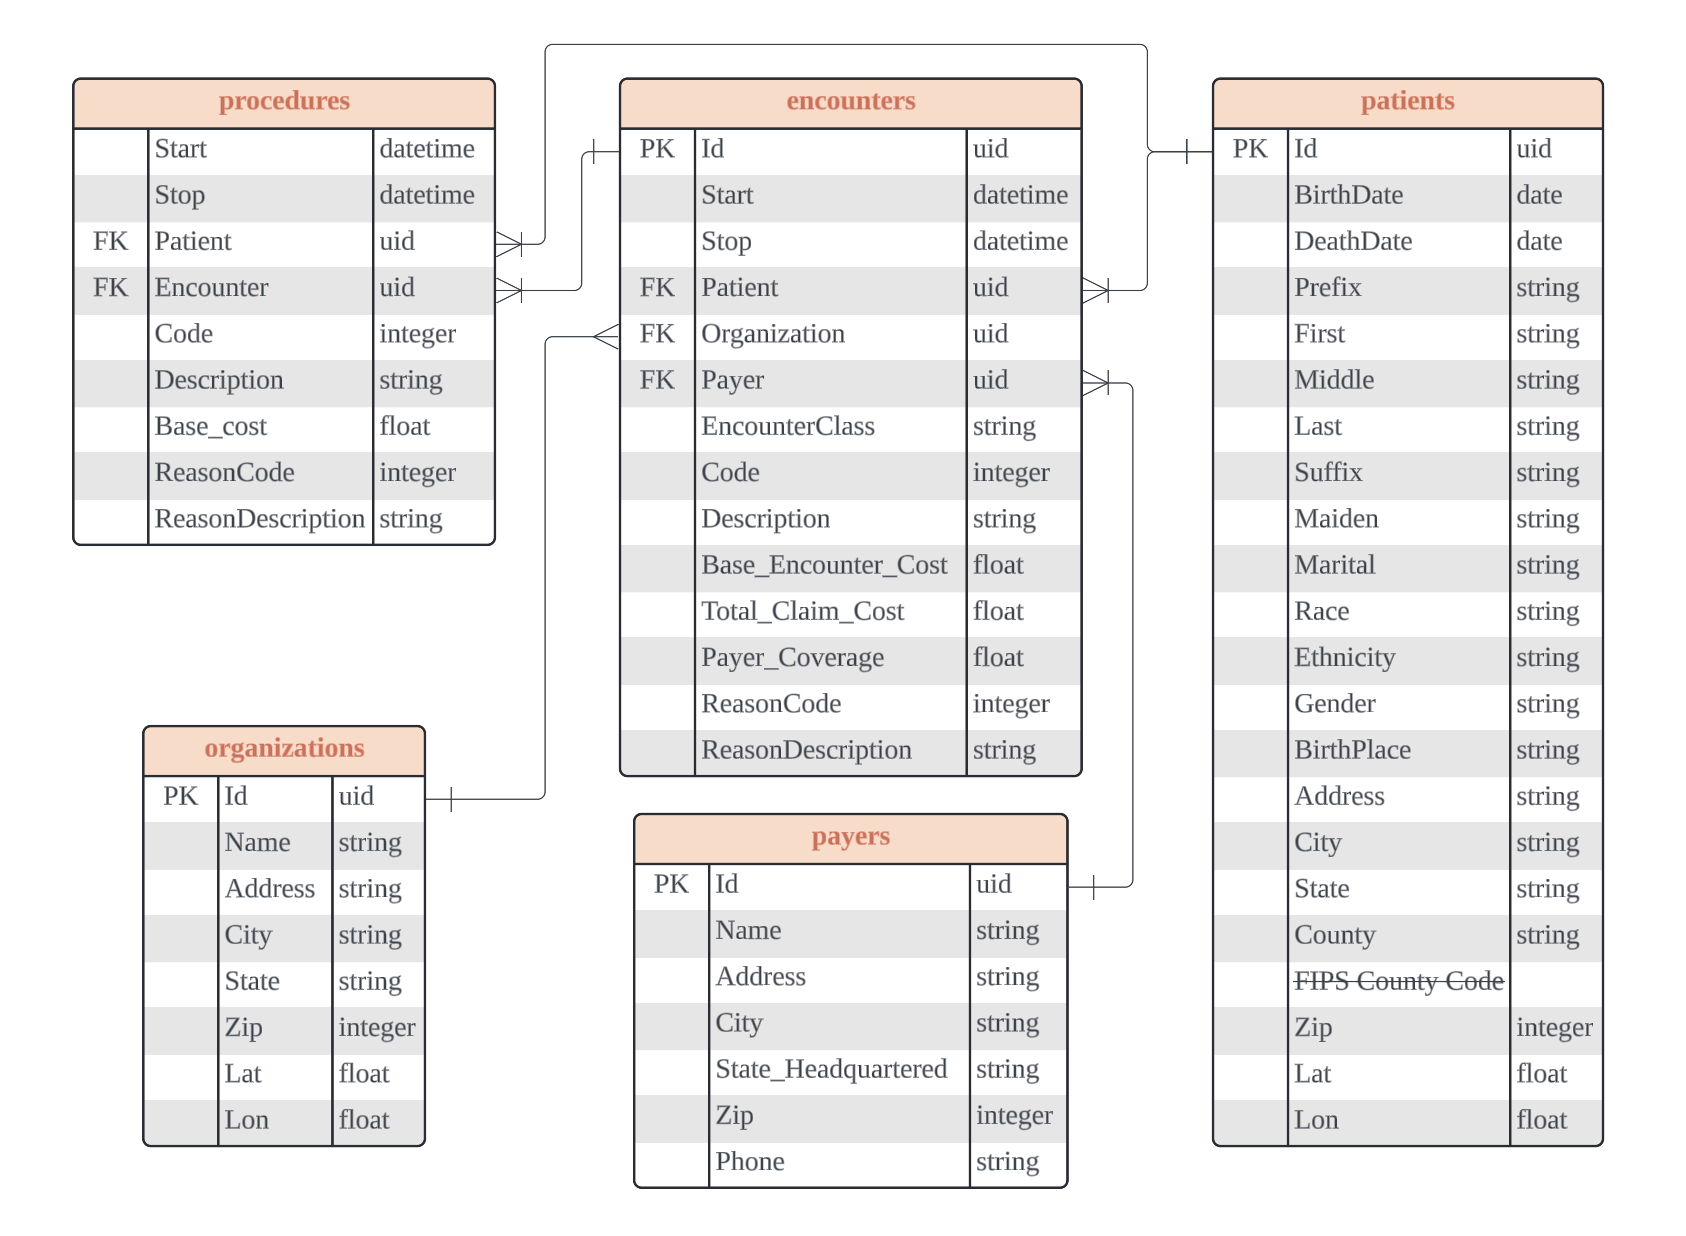 procedures
Start datetime
Stop datetime
FK Patient uid
FK Encounter uid
Code integer
Description string
Base_cost float
ReasonCode integer
ReasonDescription string
encounters
PK Id uid
Start datetime
Stop datetime
FK Patient uid
FK Organization uid
FK Payer uid
EncounterClass string
Code integer
Description string
Base_Encounter_Cost float
Total_Claim_Cost float
Payer_Coverage float
ReasonCode integer
ReasonDescription string
patients
PK Id uid
BirthDate date
DeathDate date
Prefix string
First string
Middle string
Last string
Suffix string
Maiden string
Marital string
Race string
Ethnicity string
Gender string
BirthPlace string
Address string
City string
State string
County string
FIPS County Code
Zip integer
Lat float
Lon float
organizations
PK Id uid
Name string
Address string
City string
State string
Zip integer
Lat float
Lon float
payers
PK Id uid
Name string
Address string
City string
State_Headquartered string
Zip integer
Phone string